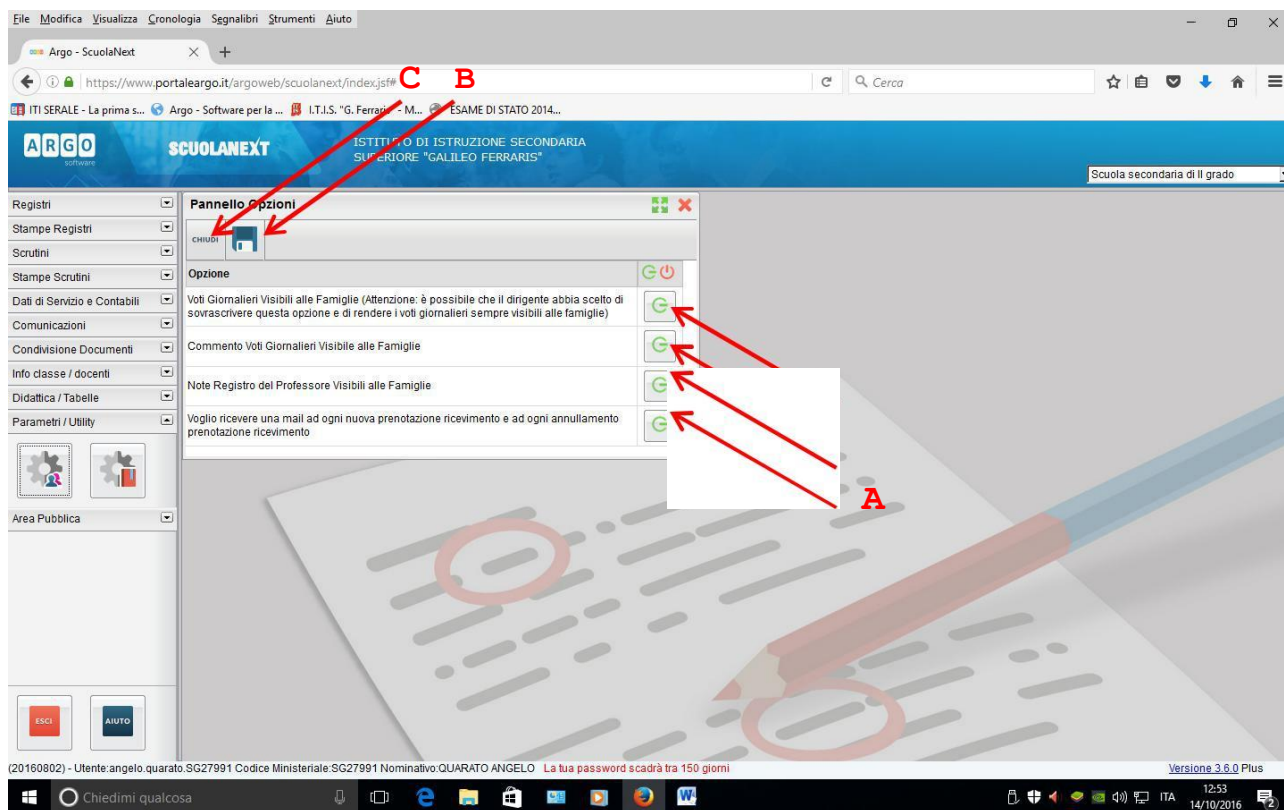 File Modifica Visualizza Cronologia Segnalibri Strumenti Aiuto
Argo - ScuolaNext
https://www.portaleargo.it/argoweb/scuolanext/index.jsf#
C B
Cerca
ITI SERALE - La prima s... Argo - Software per la ... I.T.I.S. "G. Ferraris" - M... ESAME DI STATO 2014...
ARGO
software
SCUOLANEXT
ISTITUTO DI ISTRUZIONE SECONDARIA
SUPERIORE "GALILEO FERRARIS"
Scuola secondaria di II grado
Registri
Stampe Registri
Scrutini
Stampe Scrutini
Dati di Servizio e Contabili
Comunicazioni
Condivisione Documenti
Info classe / docenti
Didattica / Tabelle
Parametri / Utility
Area Pubblica
ESCI
AIUTO
Pannello Opzioni
CHIUDI
Opzione
Voti Giornalieri Visibili alle Famiglie (Attenzione: è possibile che il dirigente abbia scelto di
sovrascrivere questa opzione e di rendere i voti giornalieri sempre visibili alle famiglie)
Commento Voti Giornalieri Visibile alle Famiglie
Note Registro del Professore Visibili alle Famiglie
Voglio ricevere una mail ad ogni nuova prenotazione ricevimento e ad ogni annullamento
prenotazione ricevimento
A
(20160802) - Utente:angelo.quarato.SG27991 Codice Ministeriale:SG27991 Nominativo:QUARATO ANGELO La tua password scadrà tra 150 giorni
Versione 3.6.0 Plus
Chiedimi qualcosa
ITA
12:53
14/10/2016